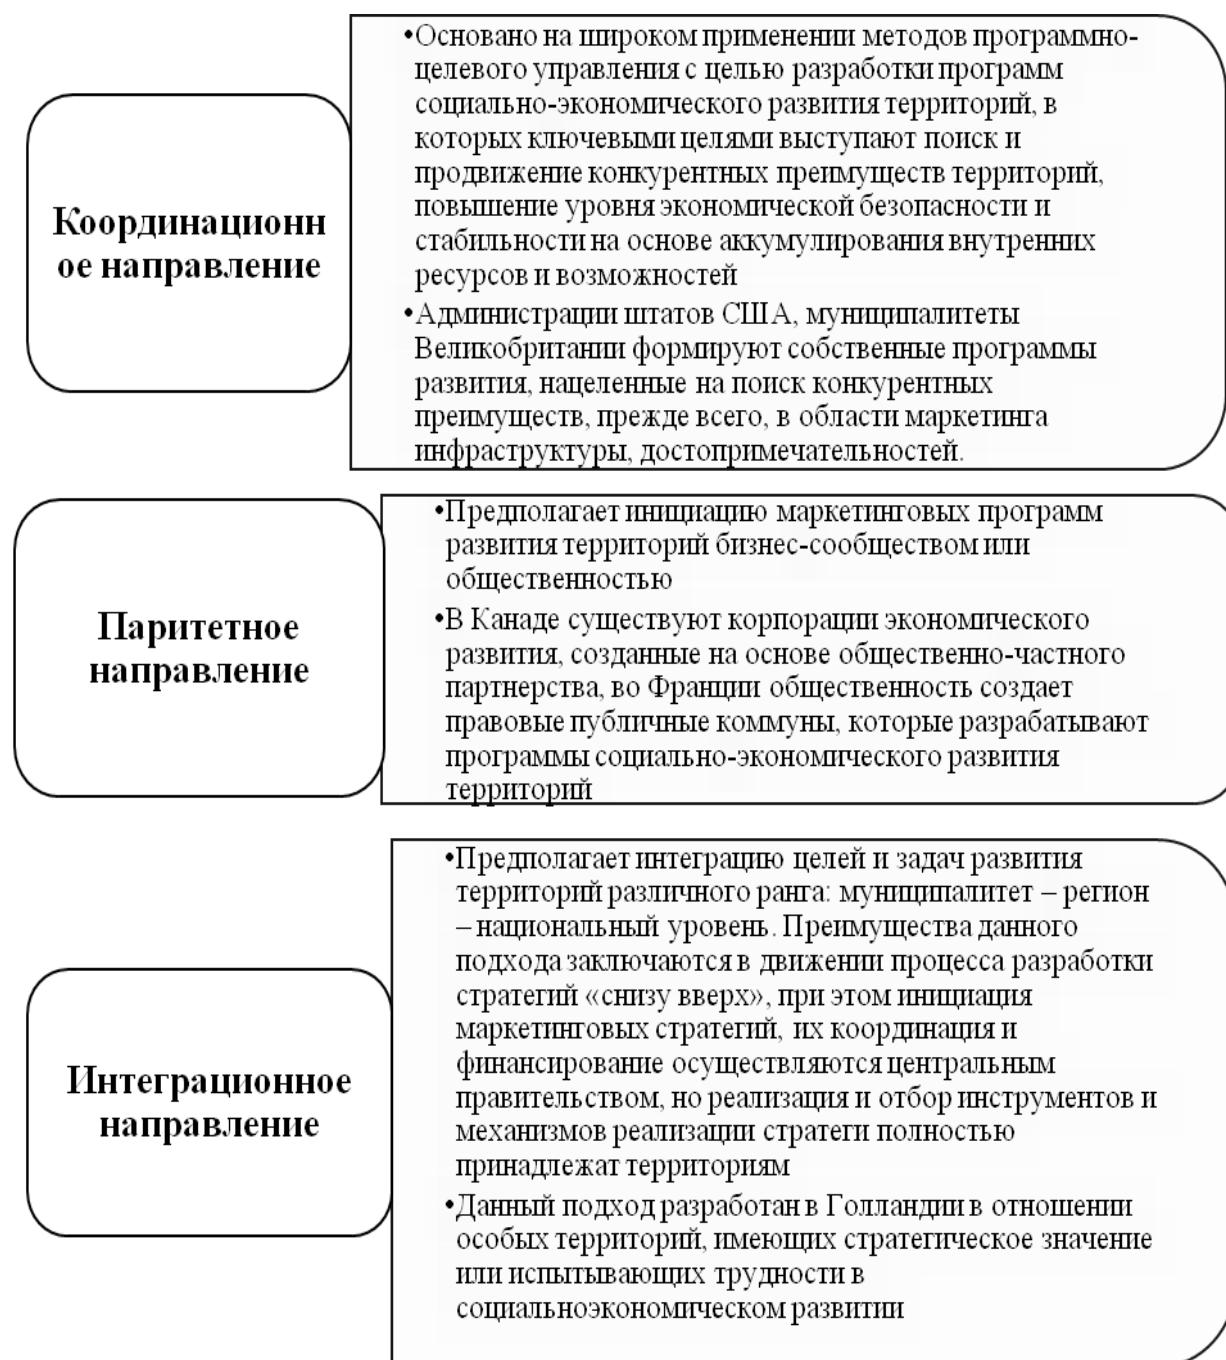 Координационн
ое направление
•Основано на широком применении методов программно-
целевого управления с целью разработки программ
социально-экономического развития территорий, в
которых ключевыми целями выступают поиск и
продвижение конкурентных преимуществ территорий,
повышение уровня экономической безопасности и
стабильности на основе аккумулирования внутренних
ресурсов и возможностей
•Администрации штатов США, муниципалитеты
Великобритании формируют собственные программы
развития, нацеленные на поиск конкурентных
преимуществ, прежде всего, в области маркетинга
инфраструктуры, достопримечательностей.
Паритетное
направление
•Предполагает инициацию маркетинговых программ
развития территорий бизнес-сообществом или
общественностью
•В Канаде существуют корпорации экономического
развития, созданные на основе общественно-частного
партнерства, во Франции общественность создает
правовые публичные коммуны, которые разрабатывают
программы социально-экономического развития
территорий
Интеграционное
направление
•Предполагает интеграцию целей и задач развития
территорий различного ранга: муниципалитет – регион
– национальный уровень. Преимущества данного
подхода заключаются в движении процесса разработки
стратегий «снизу вверх», при этом инициация
маркетинговых стратегий, их координация и
финансирование осуществляются центральным
правительством, но реализация и отбор инструментов и
механизмов реализации стратеги полностью
принадлежат территориям
•Данный подход разработан в Голландии в отношении
особых территорий, имеющих стратегическое значение
или испытывающих трудности в
социальноэкономическом развитии